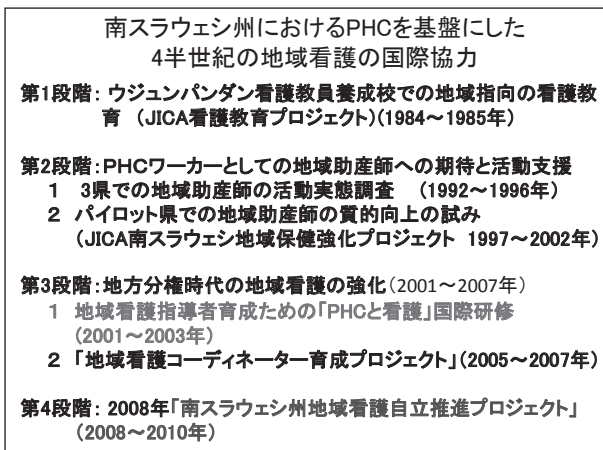 南スラウェシ州におけるPHCを基盤にした
4半世紀の地域看護の国際協力
第1段階：ウジュンパンダン看護教員養成校での地域指向の看護教
育 （JICA看護教育プロジェクト）（1984～1985年）
第2段階：PHCワーカーとしての地域助産師への期待と活動支援
1 3県での地域助産師の活動実態調査 （1992～1996年）
2 パイロット県での地域助産師の質的向上の試み
（JICA南スラウェシ地域保健強化プロジェクト 1997～2002年）
第3段階：地方分権時代の地域看護の強化（2001～2007年）
1 地域看護指導者育成ための「PHCと看護」国際研修
（2001～2003年）
2 「地域看護コーディネーター育成プロジェクト」（2005～2007年）
第4段階：2008年「南スラウェシ州地域看護自立推進プロジェクト」
（2008～2010年）